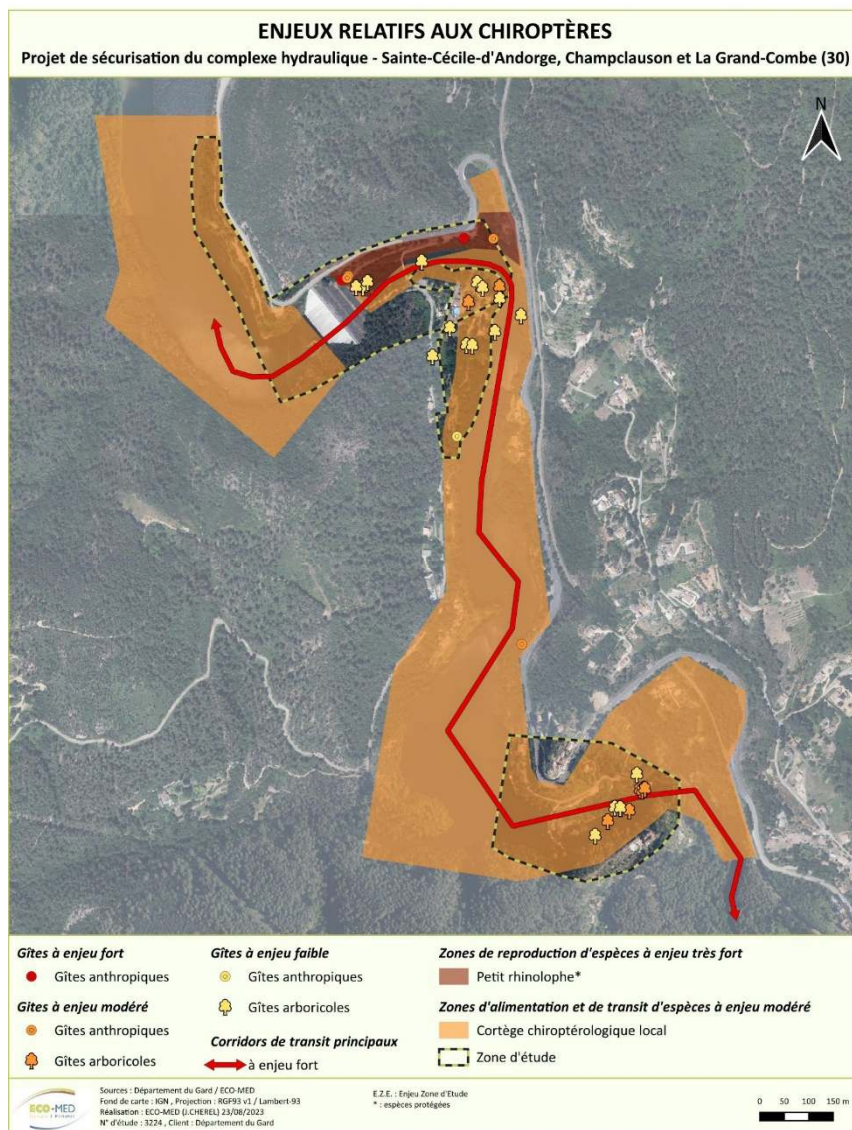 ENJEUX RELATIFS AUX CHIROPTÈRES
Projet de sécurisation du complexe hydraulique - Sainte-Cécile-d'Andorge, Champclauson et La Grand-Combe (30)
N
Gîtes à enjeu fort
Gîtes anthropiques
Gîtes à enjeu modéré
Gîtes anthropiques
Gîtes arboricoles
Gîtes à enjeu faible
Gîtes anthropiques
Gîtes arboricoles
Corridors de transit principaux
à enjeu fort
Zones de reproduction d'espèces à enjeu très fort
Petit rhinolophe*
Zones d'alimentation et de transit d'espèces à enjeu modéré
Cortège chiroptérologique local
Zone d'étude
ECO-MED
Sources : Département du Gard / ECO-MED
Fond de carte : IGN , Projection : RGF93 v1 / Lambert-93
Réalisation : ECO-MED (J.CHEREL) 23/08/2023
N° d'étude : 3224 , Client : Département du Gard
E.Z.E. : Enjeu Zone d'Etude
* : espèces protégées
0 50 100 150 m